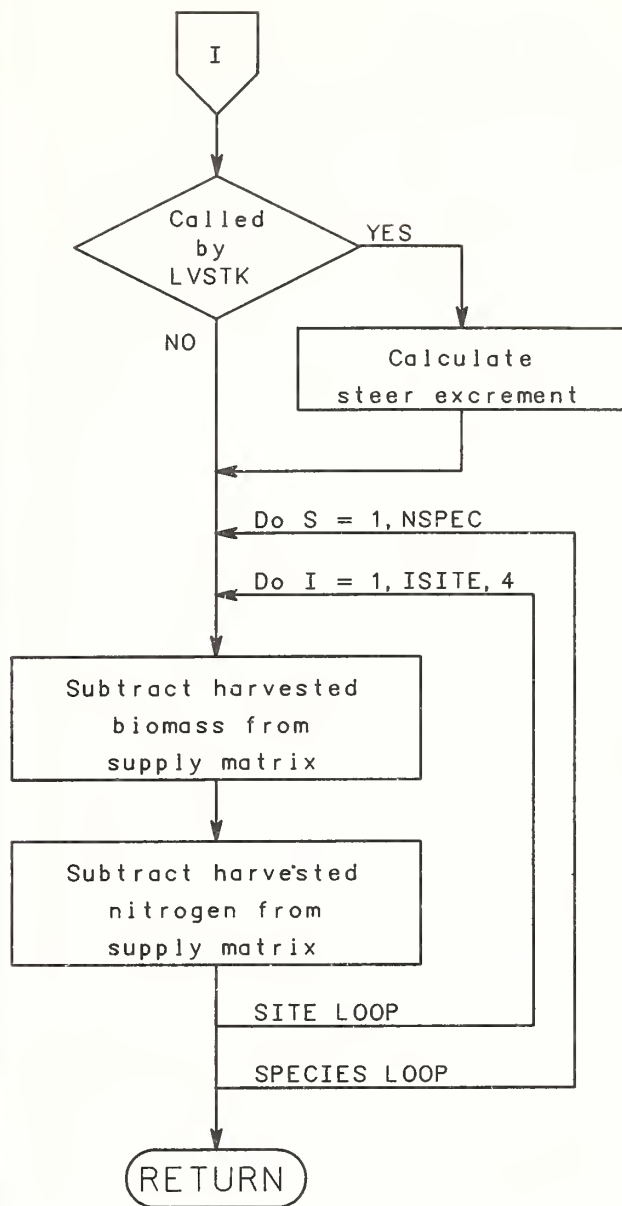 I
Called
by
LVSTK
YES
NO
Calculate
steer excrement
Do S = 1, NSPEC
Do I = 1, ISITE, 4
Subtract harvested
biomass from
supply matrix
Subtract harvested
nitrogen from
supply matrix
SITE LOOP
SPECIES LOOP
RETURN